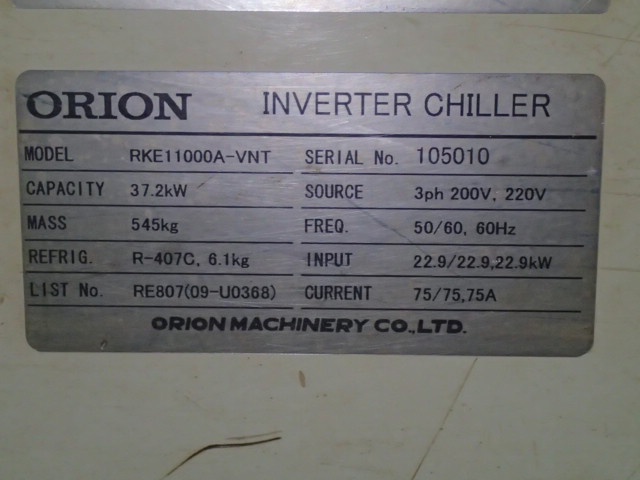 ORION INVERTER CHILLER
MODEL RKE11000A-VNT SERIAL No. 105010
CAPACITY 37.2kW SOURCE 3ph 200V, 220V
MASS 545kg FREQ. 50/60, 60Hz
REFRIG. R-407C, 6.1kg INPUT 22.9/22.9,22.9kW
LIST No. RE807(09-U0368) CURRENT 75/75,75A
ORION MACHINERY CO.,LTD.